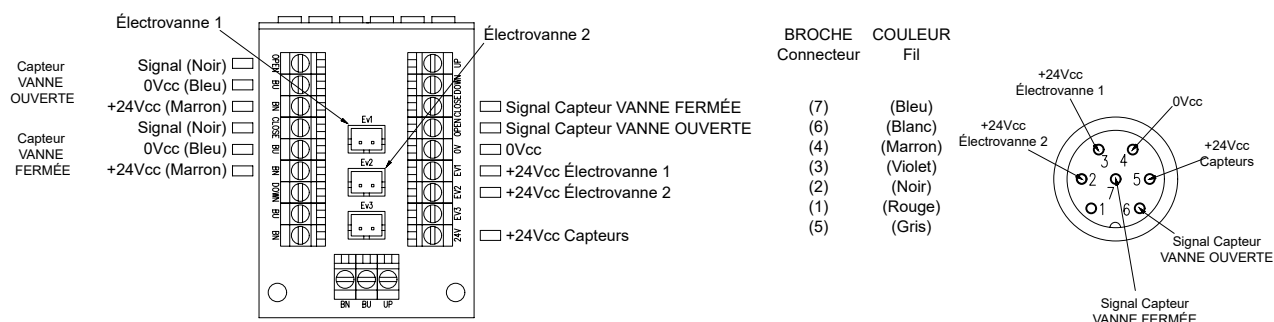 Électrovanne 1
Électrovanne 2
Capteur
VANNE
OUVERTE
Signal (Noir)
0Vcc (Bleu)
+24Vcc (Marron)
Capteur
VANNE
FERMÉE
Signal (Noir)
0Vcc (Bleu)
+24Vcc (Marron)
OPEN
BU
BN
CLOSE
BU
BN
DOWN
BU
BN
Ev1
Ev2
Ev3
UP
DOWN
CLOSE
OPEN
0V
EV1
EV2
EV3
24V
BN BU UP
Signal Capteur VANNE FERMÉE
Signal Capteur VANNE OUVERTE
0Vcc
+24Vcc Électrovanne 1
+24Vcc Électrovanne 2
+24Vcc Capteurs
BROCHE COULEUR
Connecteur Fil
(7) (Bleu)
(6) (Blanc)
(4) (Marron)
(3) (Violet)
(2) (Noir)
(1) (Rouge)
(5) (Gris)
+24Vcc
Électrovanne 1
0Vcc
+24Vcc
Électrovanne 2
+24Vcc
Capteurs
3 4
2 5
7
1 6
Signal Capteur
VANNE OUVERTE
Signal Capteur
VANNE FERMÉE